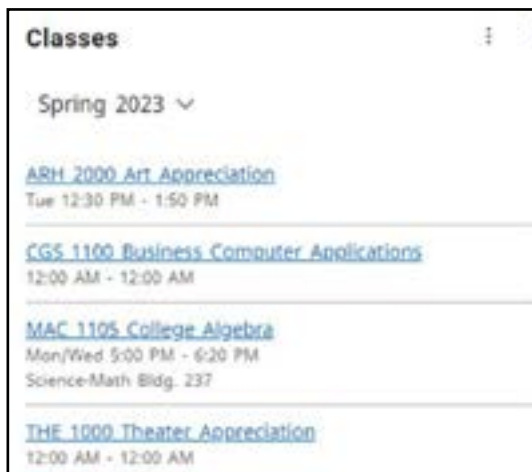 Classes
Spring 2023
ARH 2000 Art Appreciation
Tue 12:30 PM - 1:50 PM
CGS 1100 Business Computer Applications
12:00 AM - 12:00 AM
MAC 1105 College Algebra
Mon/Wed 5:00 PM - 6:20 PM
Science-Math Bldg. 237
THE 1000 Theater Appreciation
12:00 AM - 12:00 AM